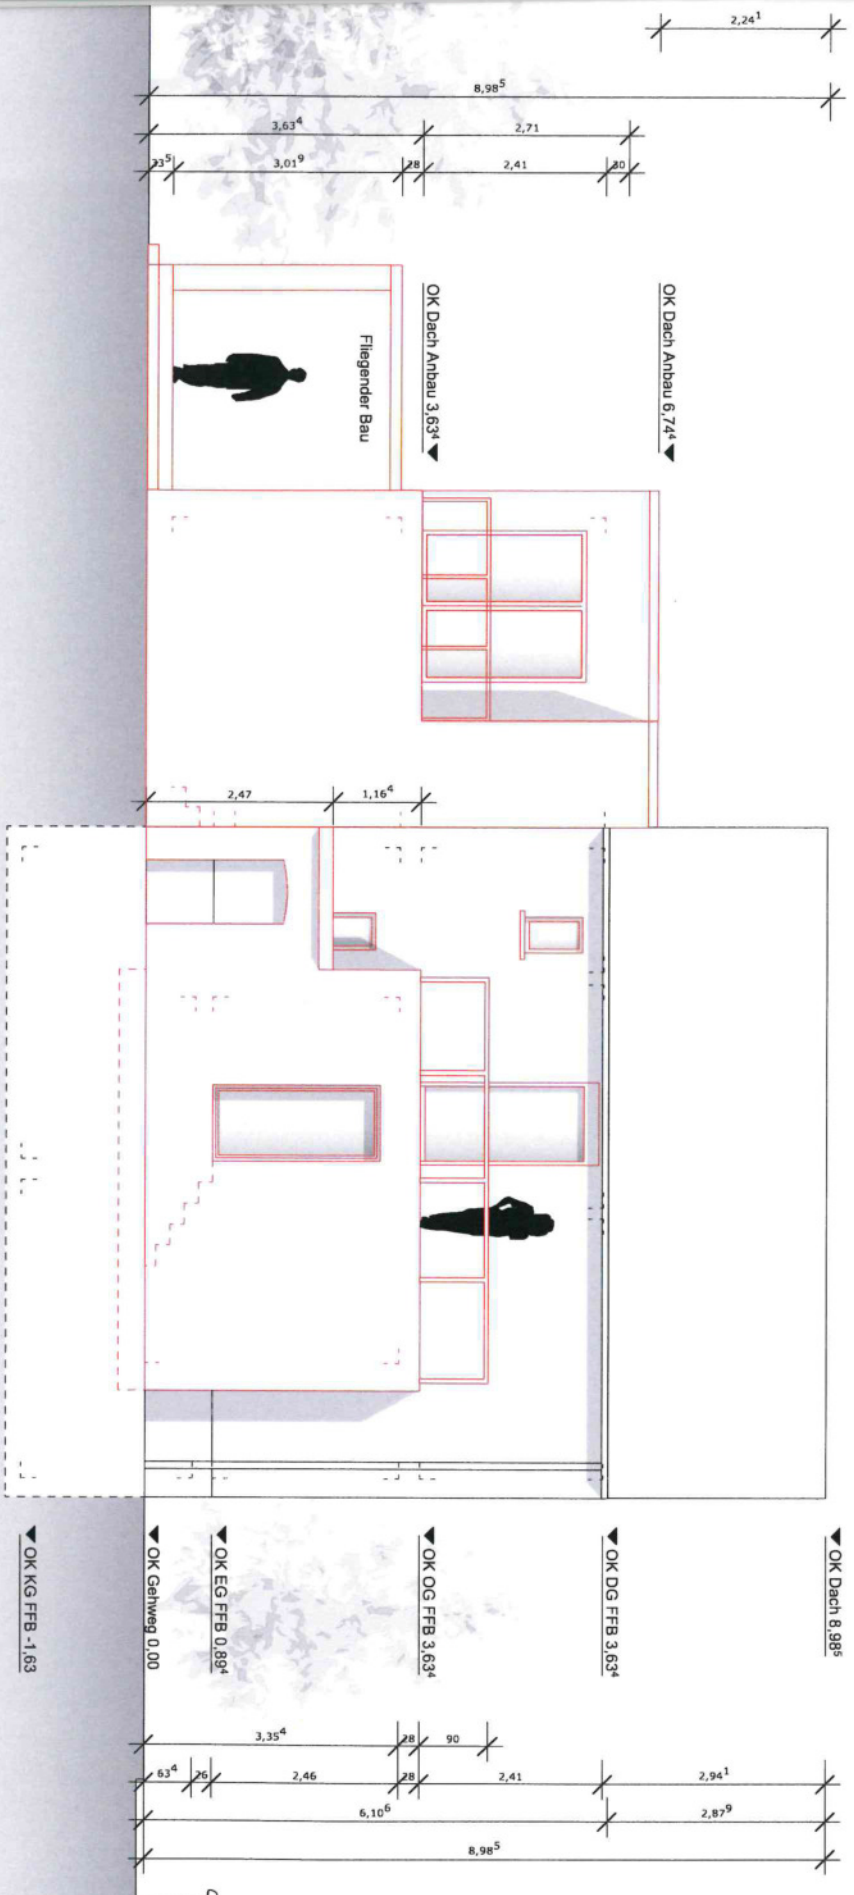 2,24¹
8,98⁵
3,63⁴
2,71
33⁵
3,01⁹
28
2,41
30
OK Dach Anbau 6,74⁴
OK Dach Anbau 3,63⁴
Fliegender Bau
2,47
1,16⁴
OK Dach 8,98⁵
OK DG FFB 3,63⁴
OK OG FFB 3,63⁴
OK EG FFB 0,89⁴
OK Gehweg 0,00
OK KG FFB -1,63
3,35⁴
28
90
63⁴
26
2,46
28
2,41
2,94¹
6,10⁶
2,87⁹
8,98⁵